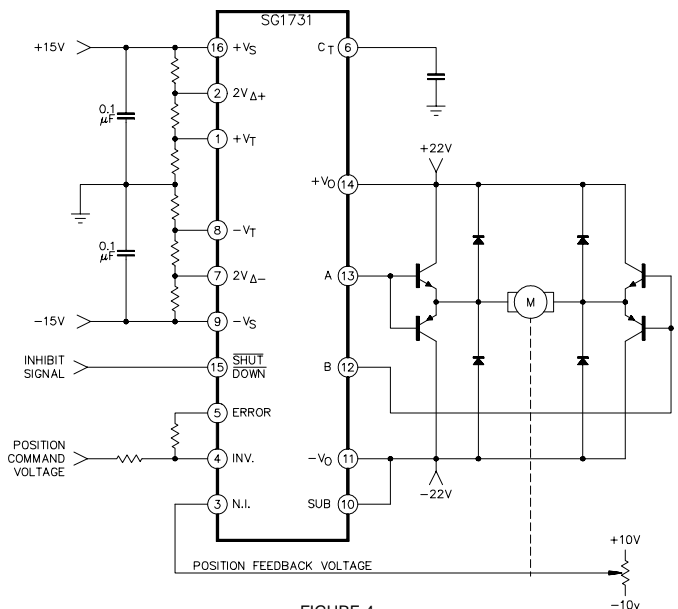 SG1731
+15V
16
+VS
CT
6
2
2VΔ+
0.1
μF
1
+VT
+22V
+VO
14
8
-VT
0.1
μF
7
2VΔ-
A
13
M
-15V
9
-VS
INHIBIT
SIGNAL
15
SHUT
DOWN
B
12
5
ERROR
POSITION
COMMAND
VOLTAGE
4
INV.
-VO
11
-22V
3
N.I.
SUB
10
+10V
POSITION FEEDBACK VOLTAGE
-10v
FIGURE 4